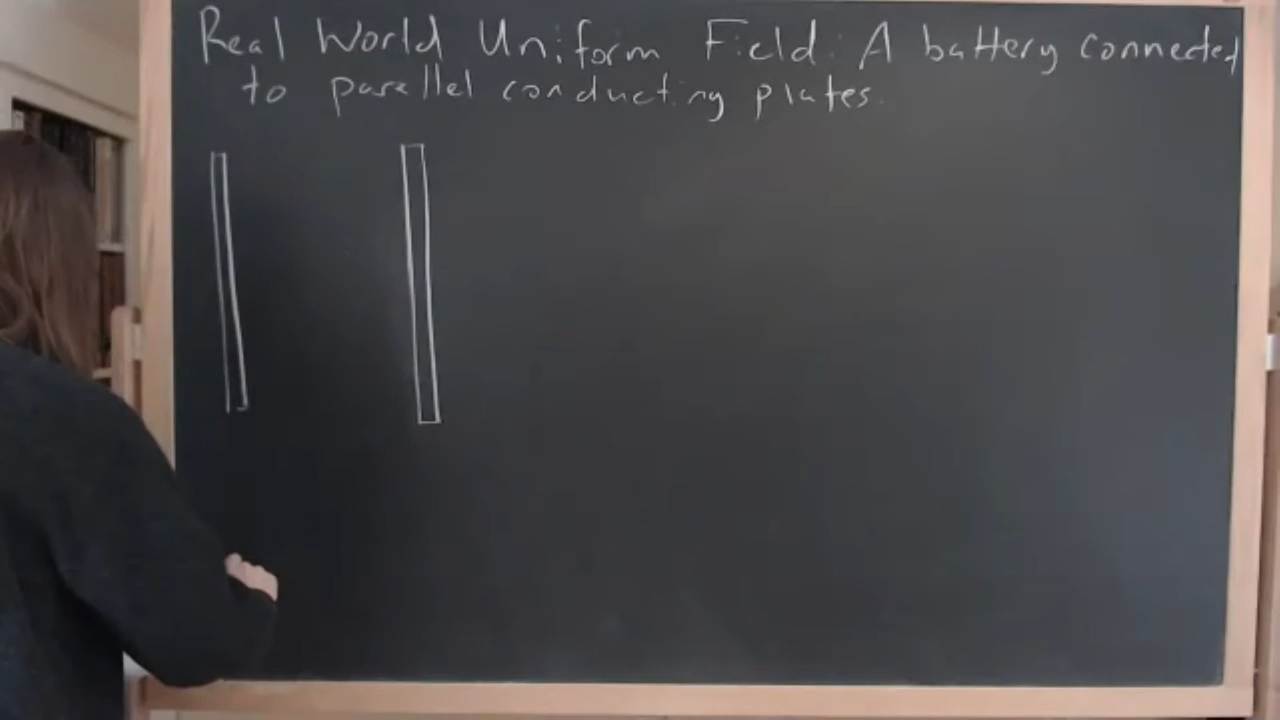 Real World Uniform Field: A battery connected
to parallel conducting plates.